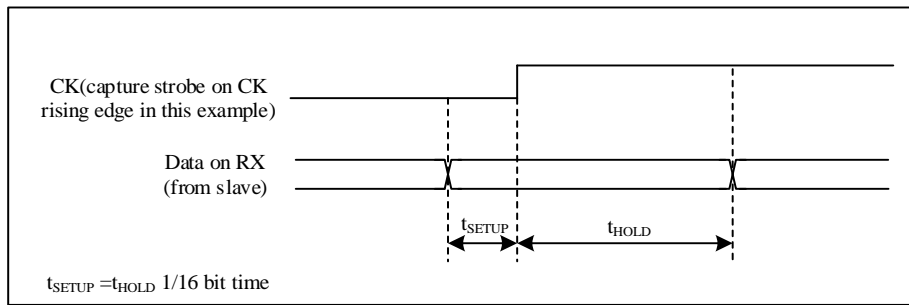 CK(capture strobe on CK
rising edge in this example)
Data on RX
(from slave)
tSETUP
tHOLD
tSETUP =tHOLD 1/16 bit time